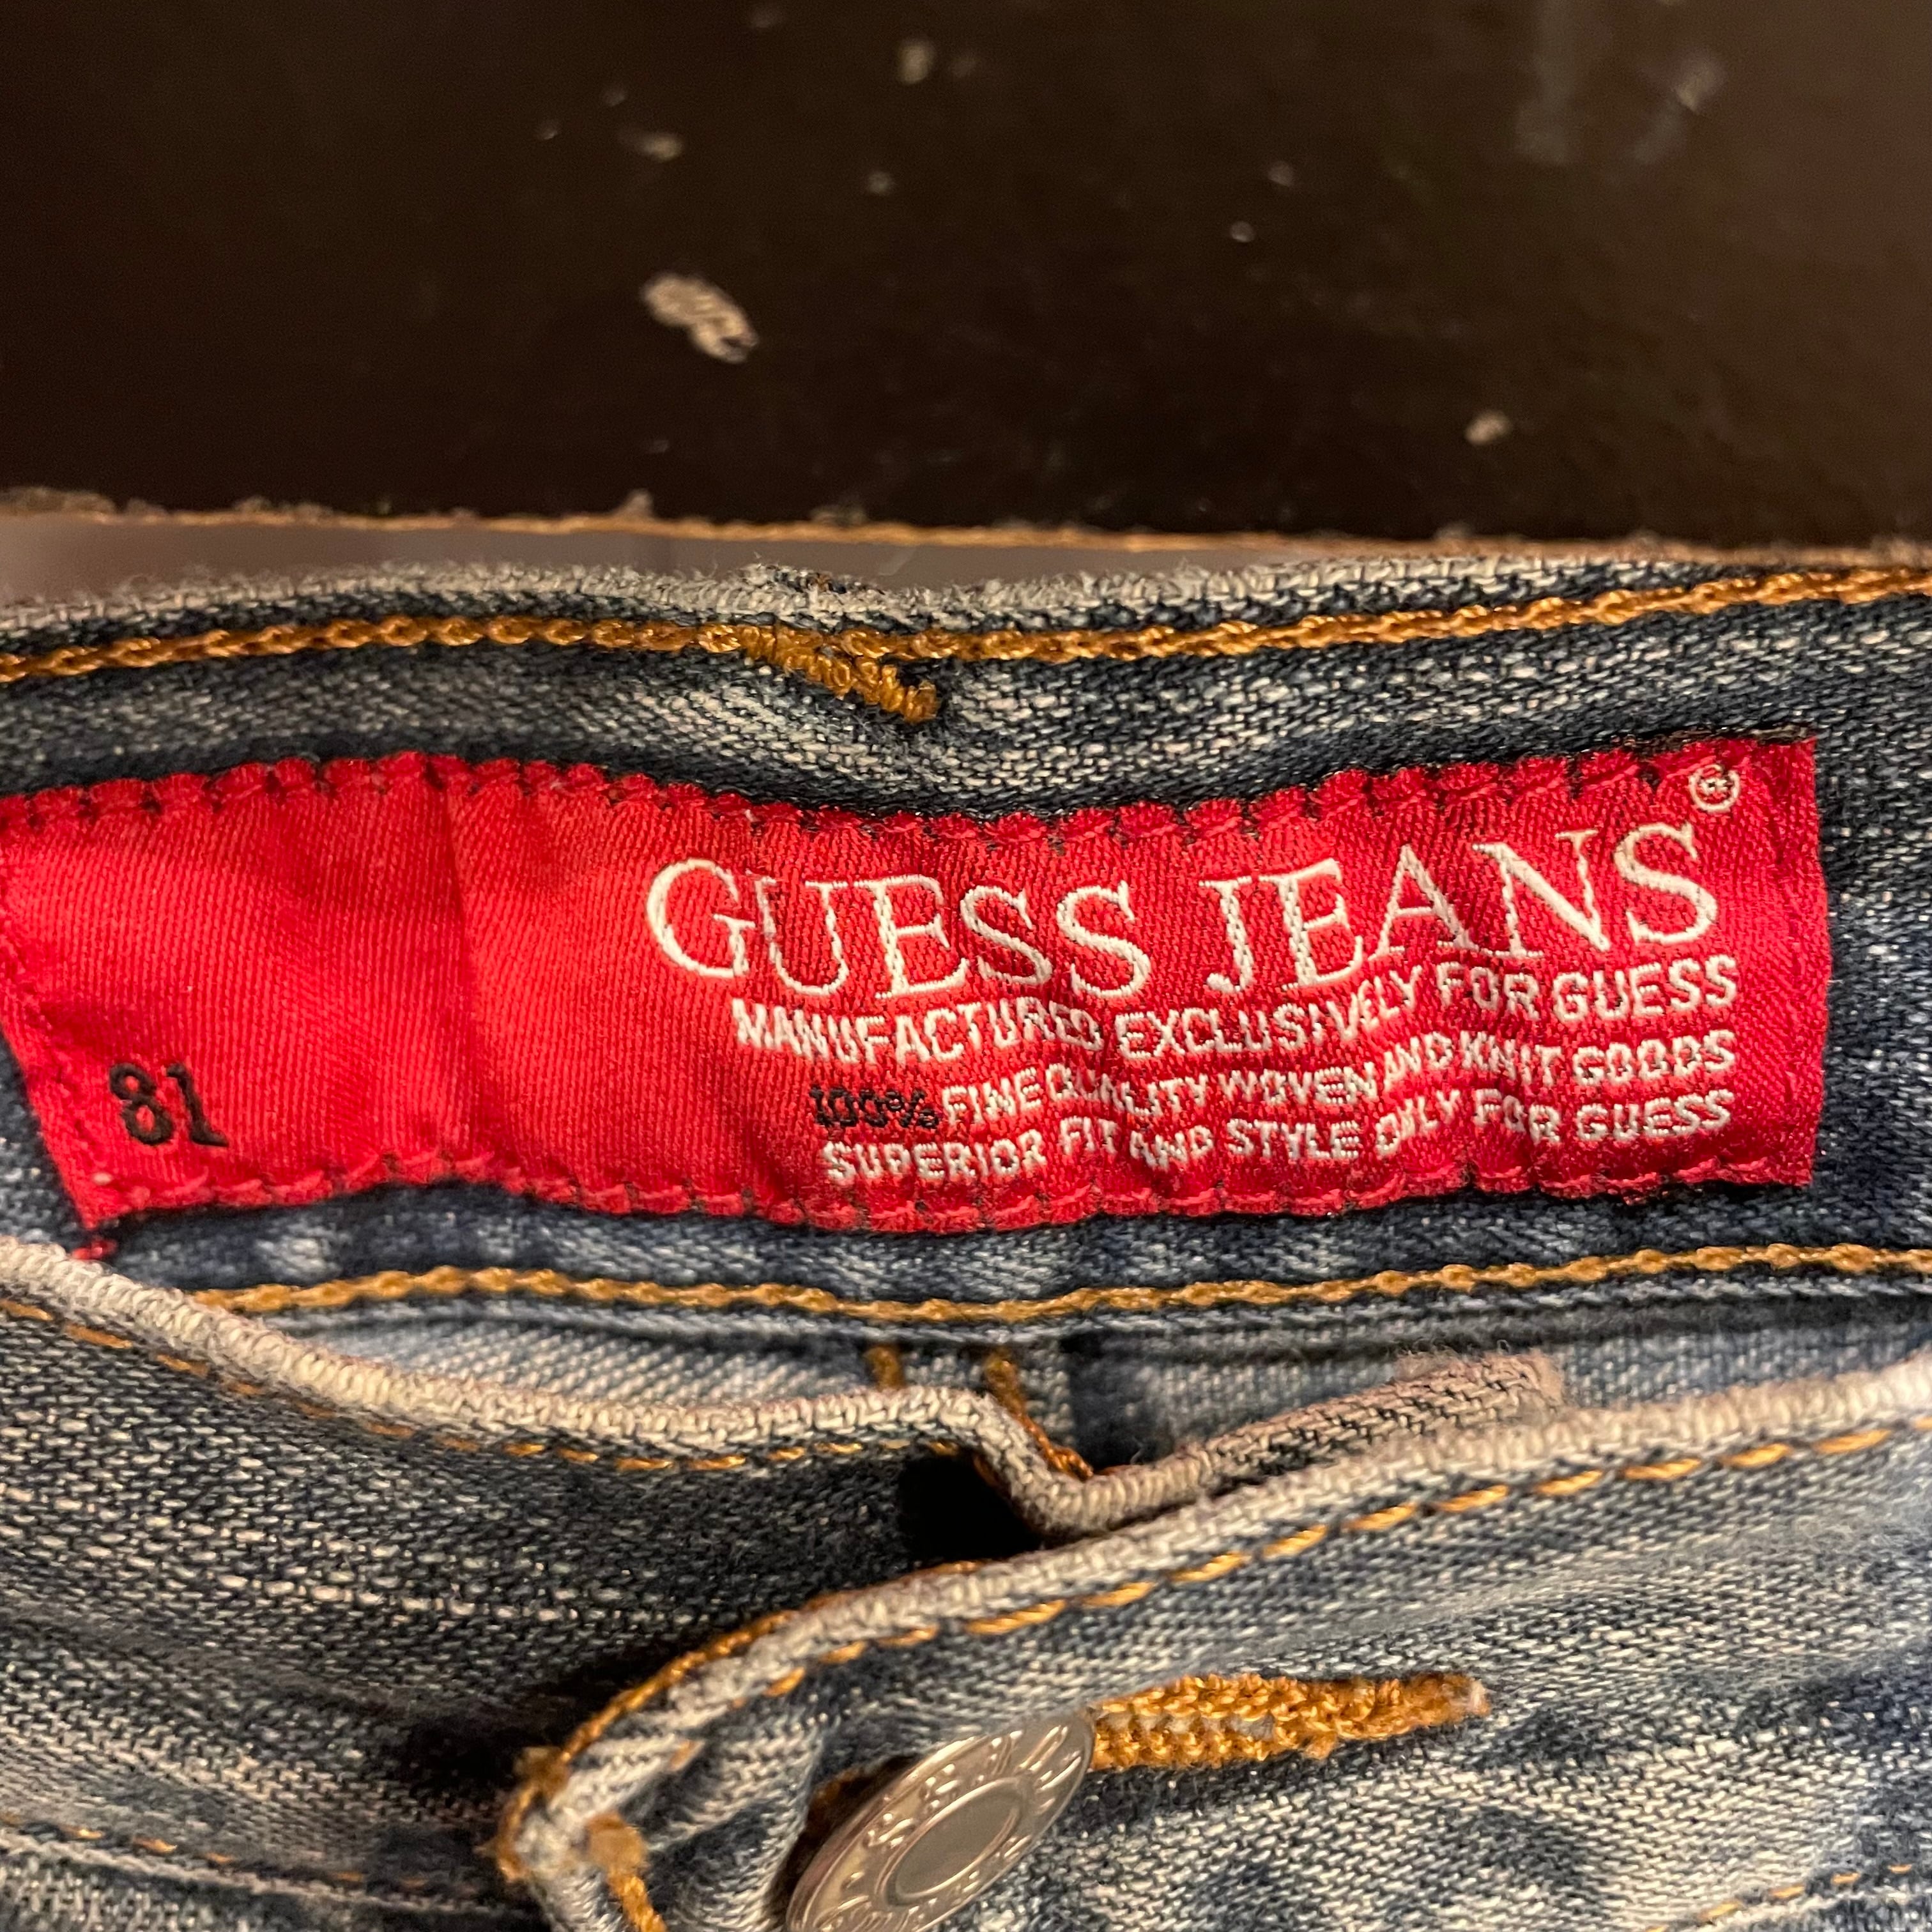 GUESS JEANS®
MANUFACTURED EXCLUSIVELY FOR GUESS
100% FINE QUALITY WOVEN AND KNIT GOODS
SUPERIOR FIT AND STYLE ONLY FOR GUESS
81